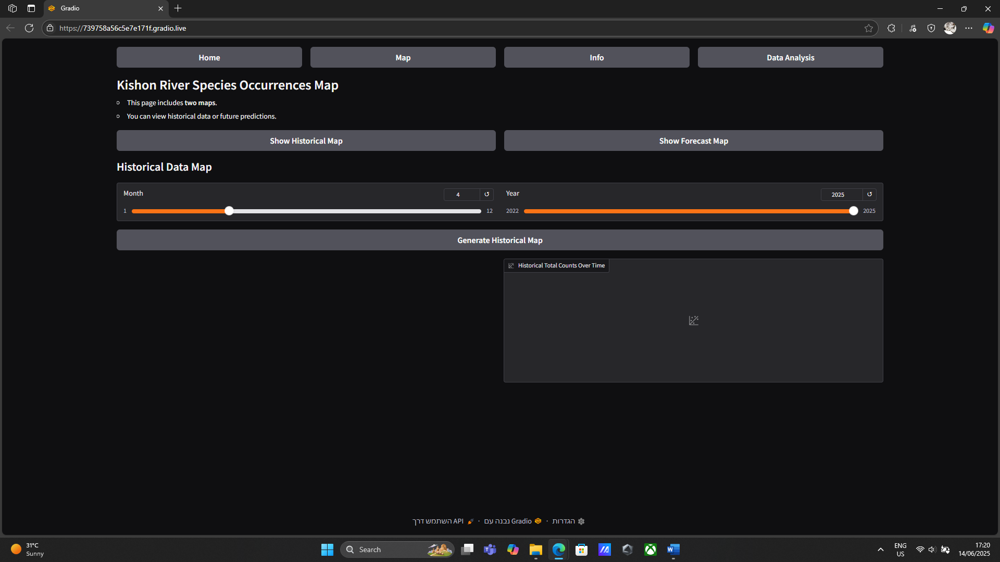 Gradio
https://739758a56c5e7e171f.gradio.live
Home
Map
Info
Data Analysis
Kishon River Species Occurrences Map
This page includes two maps.
You can view historical data or future predictions.
Show Historical Map
Show Forecast Map
Historical Data Map
Month
4
↺
1
12
Year
2025
↺
2022
2025
Generate Historical Map
Historical Total Counts Over Time
השתמש דרך API · נבנה עם Gradio · הגדרות
31°C
Sunny
Search
ENG
US
17:20
14/06/2025